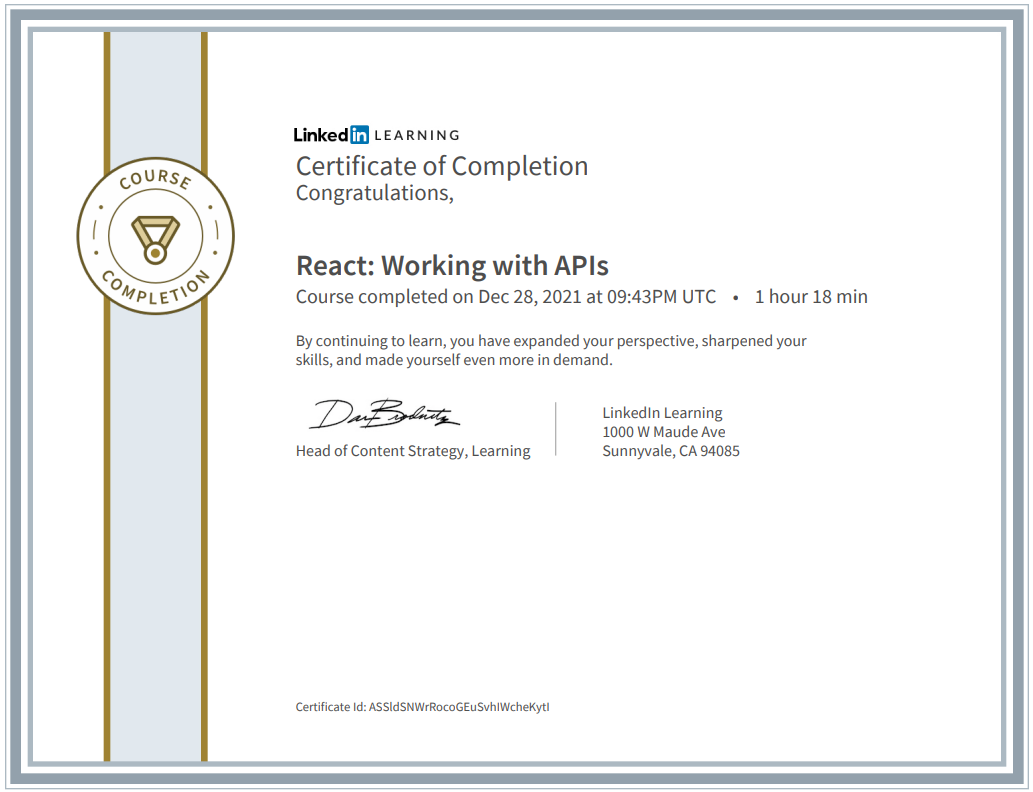 LinkedIn LEARNING
Certificate of Completion
Congratulations,
COURSE
COMPLETION
React: Working with APIs
Course completed on Dec 28, 2021 at 09:43PM UTC • 1 hour 18 min
By continuing to learn, you have expanded your perspective, sharpened your
skills, and made yourself even more in demand.
Head of Content Strategy, Learning
LinkedIn Learning
1000 W Maude Ave
Sunnyvale, CA 94085
Certificate Id: ASSldSNWrRocoGEuSvhIWcheKytI